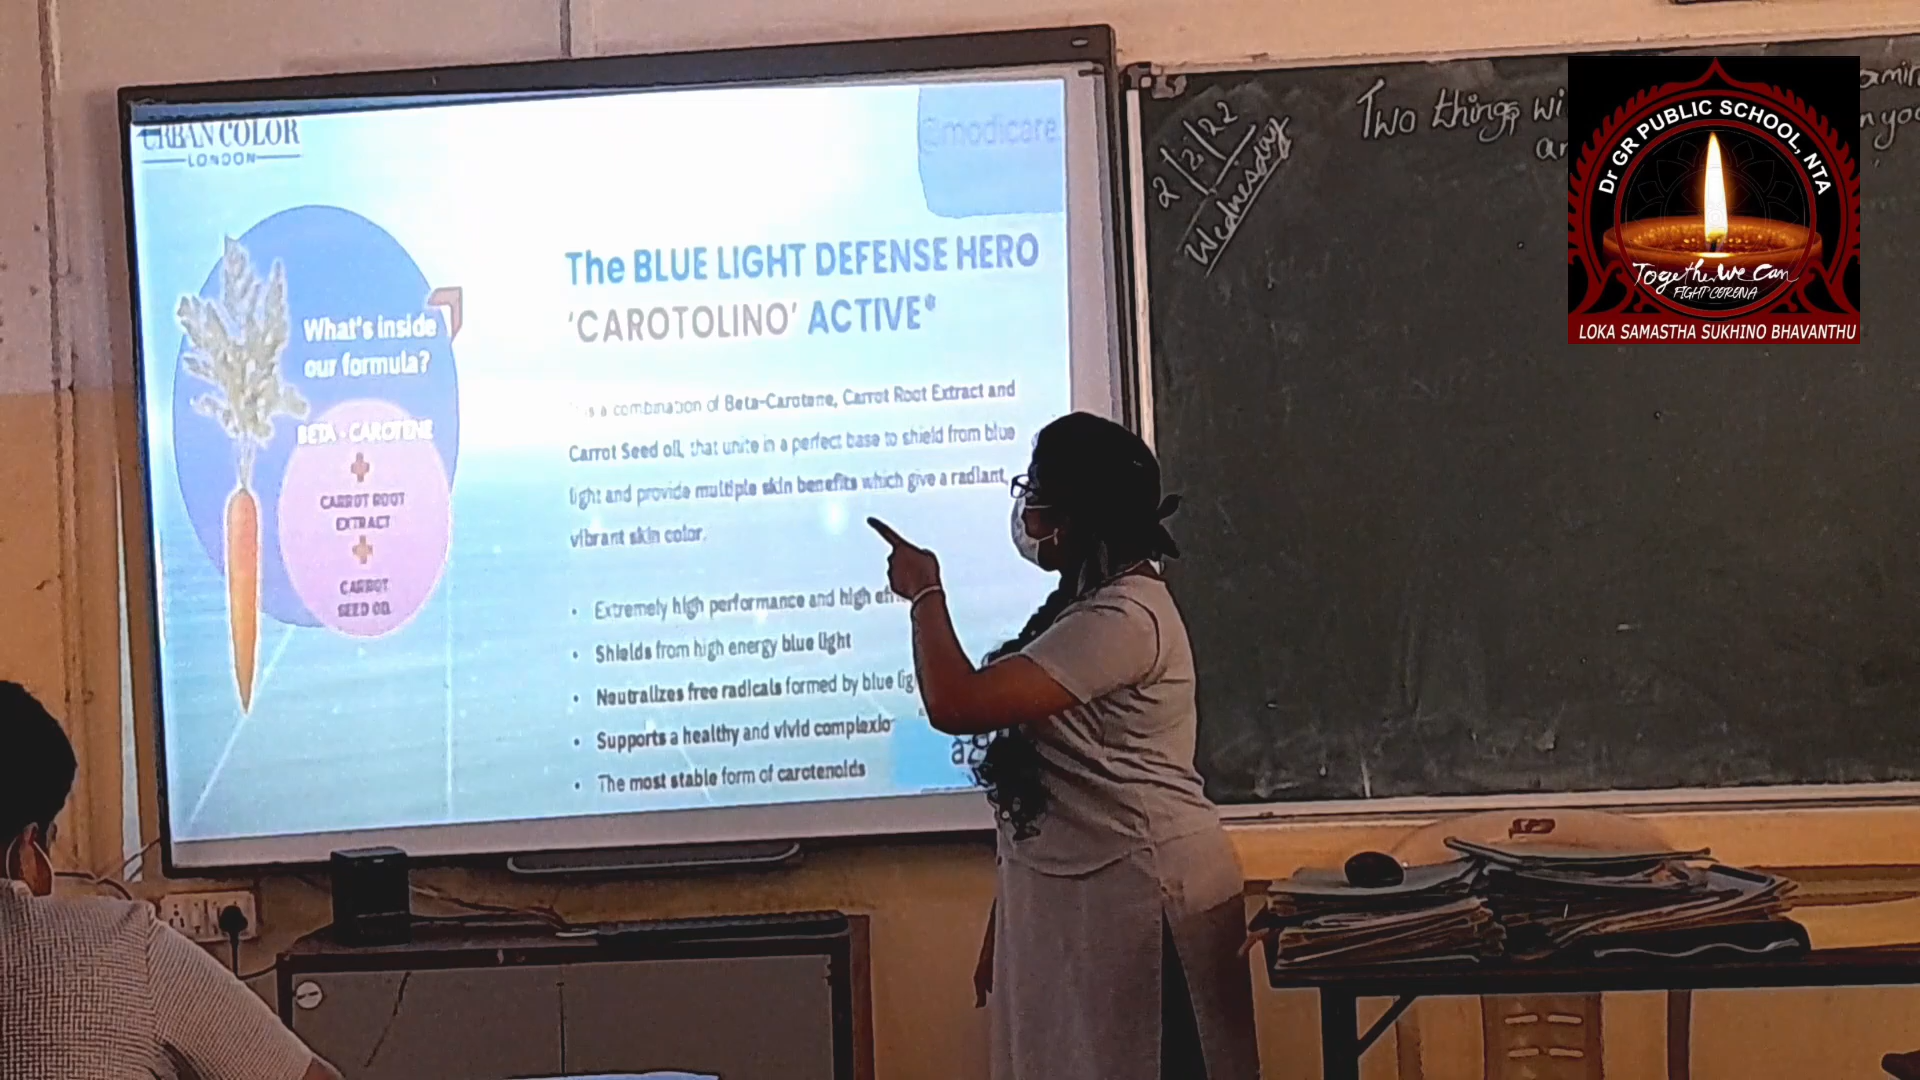 URBAN COLOR
LONDON
@modicare
What's inside
our formula?
BETA - CAROTENE
+
CARROT ROOT
EXTRACT
+
CARROT
SEED OIL
The BLUE LIGHT DEFENSE HERO
'CAROTOLINO' ACTIVE*
is a combination of Beta-Carotene, Carrot Root Extract and
Carrot Seed oil, that unite in a perfect base to shield from blue
light and provide multiple skin benefits which give a radiant,
vibrant skin color.
• Extremely high performance and high
• Shields from high energy blue light
• Neutralizes free radicals formed by blue
• Supports a healthy and vivid
• The most stable form of carotenoids
2/2/22
Wednesday
Two things
Dr GR PUBLIC SCHOOL, NTA
Together We Can
FIGHT CORONA
LOKA SAMASTHA SUKHINO BHAVANTHU